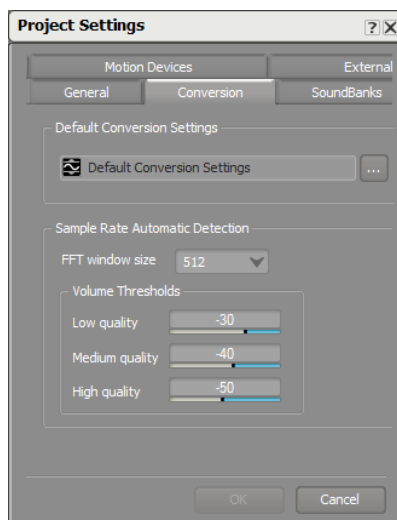 Project Settings
Motion Devices External
General Conversion SoundBanks
Default Conversion Settings
Default Conversion Settings ...
Sample Rate Automatic Detection
FFT window size 512
Volume Thresholds
Low quality -30
Medium quality -40
High quality -50
OK Cancel